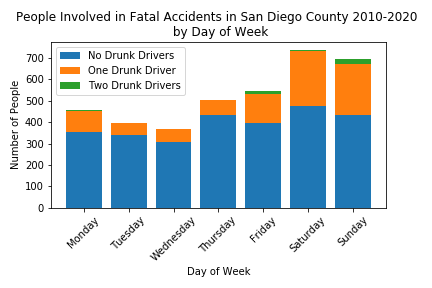 People Involved in Fatal Accidents in San Diego County 2010-2020
by Day of Week
No Drunk Drivers
One Drunk Driver
Two Drunk Drivers
Number of People
700
600
500
400
300
200
100
0
Monday
Tuesday
Wednesday
Thursday
Friday
Saturday
Sunday
Day of Week